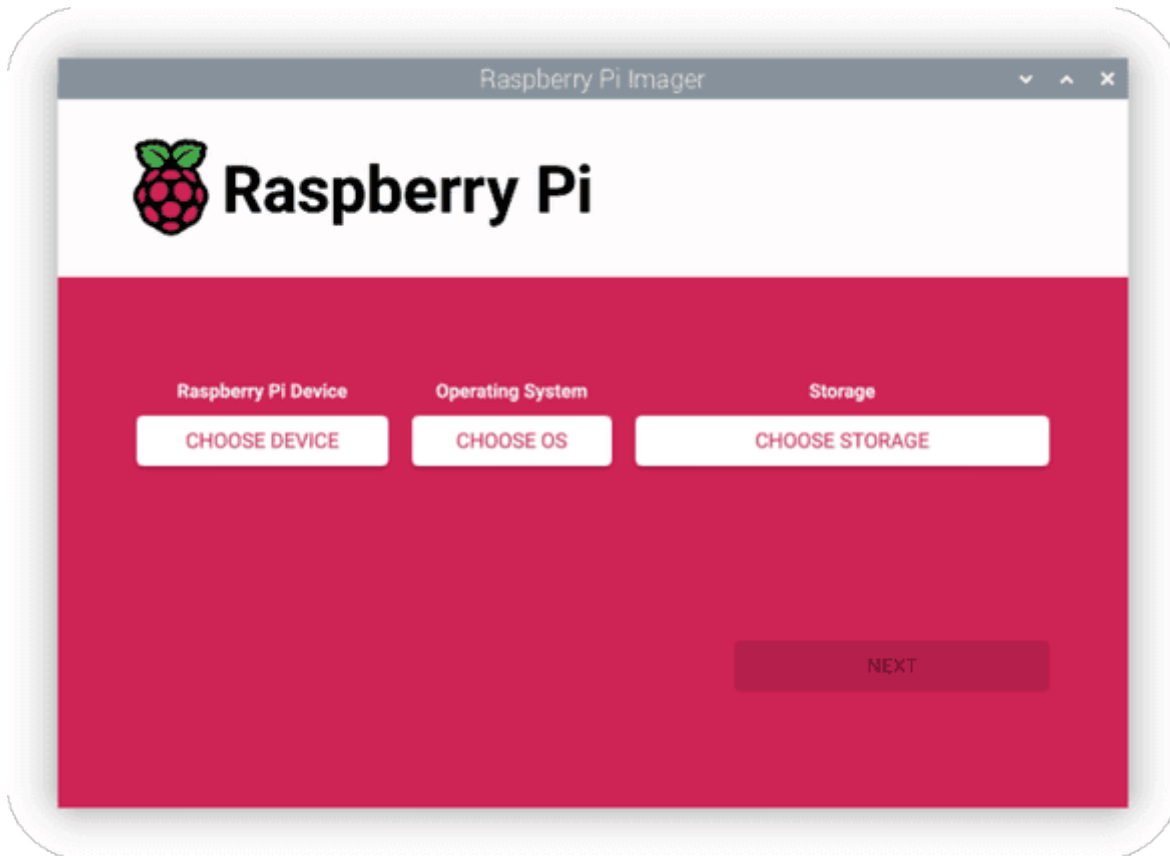 Raspberry Pi Imager
Raspberry Pi
Raspberry Pi Device
Operating System
Storage
CHOOSE DEVICE
CHOOSE OS
CHOOSE STORAGE
NEXT